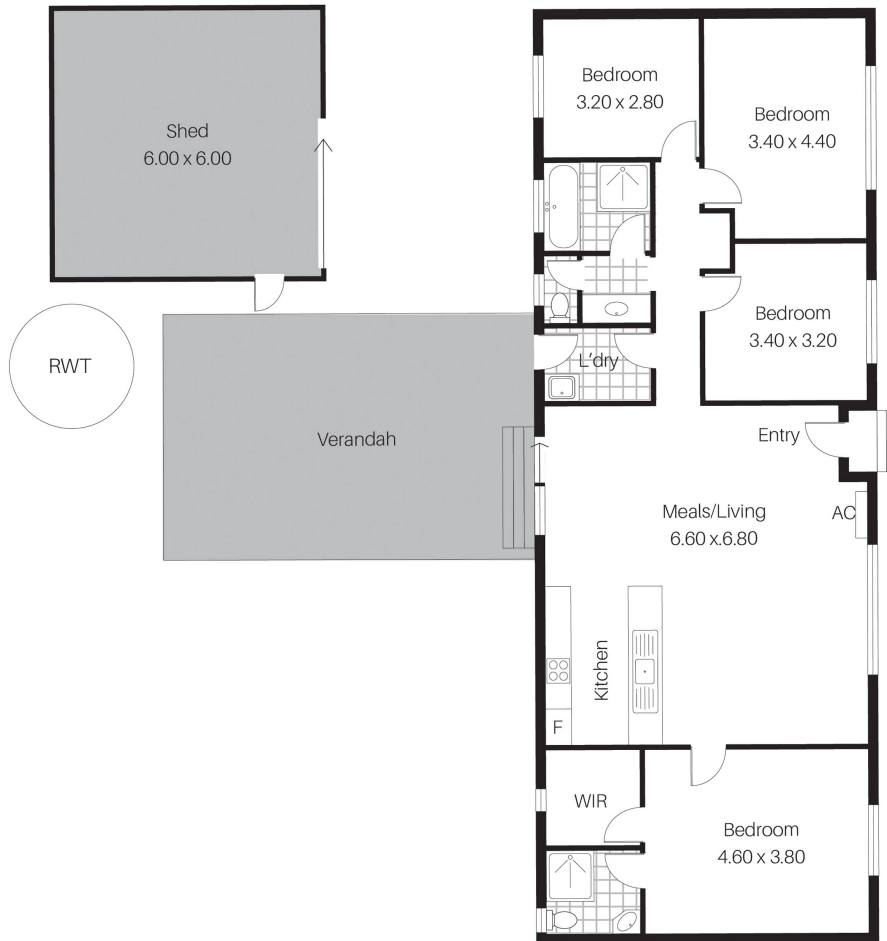 Shed
6.00 x 6.00
Bedroom
3.20 x 2.80
Bedroom
3.40 x 4.40
Bedroom
3.40 x 3.20
RWT
L'dry
Verandah
Entry
Meals/Living
6.60 x.6.80
AC
Kitchen
F
WIR
Bedroom
4.60 x 3.80